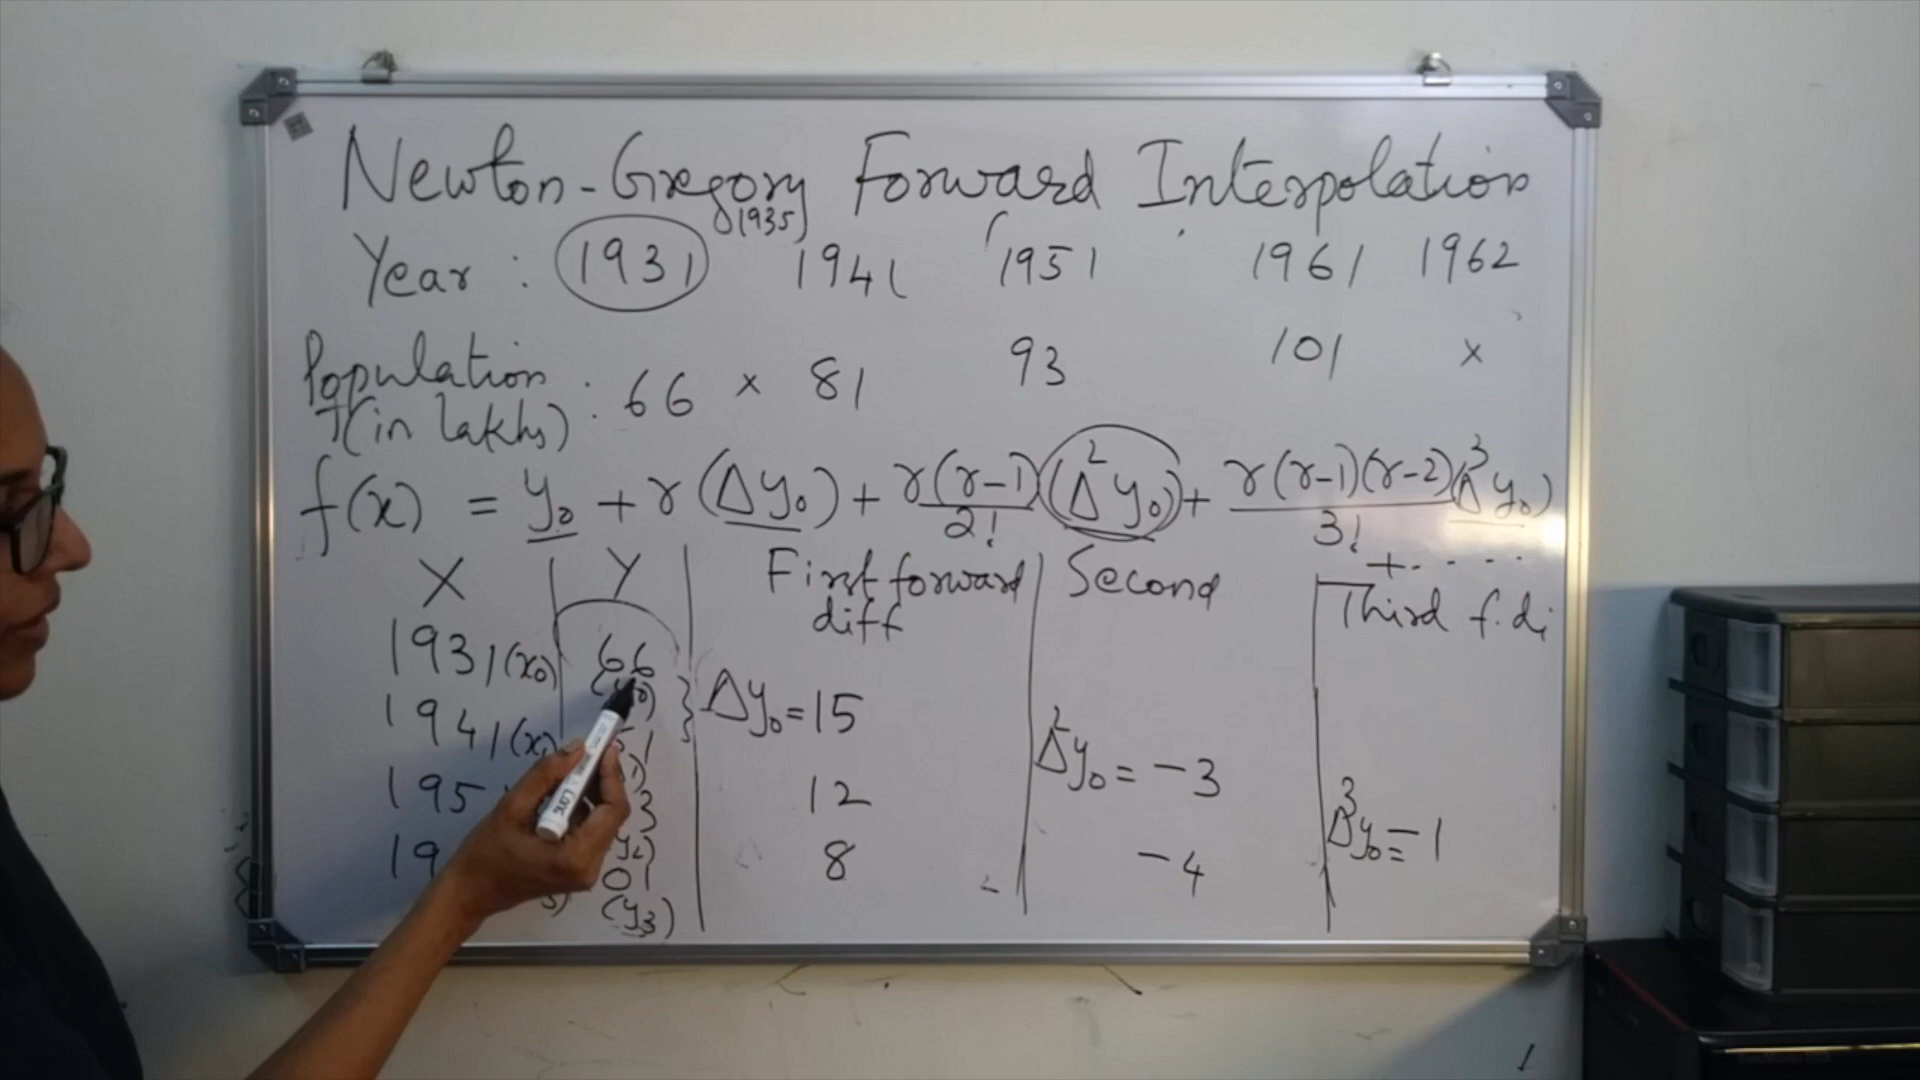 Newton-Gregory Forward Interpolation
(1935)
Year : 1931 1941 1951 1961 1962
Population : 66 × 81 93 101 ×
(in lakhs)
f(x) = y₀ + r(Δy₀) + r(r-1)/2! (Δ²y₀) + r(r-1)(r-2)/3! (Δ³y₀)
+ . . . .
X Y First forward diff Second Third f. di
1931 (x₀) 66
Δy₀ = 15
1941 (x₁
Δ²y₀ = -3
195 12
Δ³y₀ = -1
19 8 -4
(y₃)